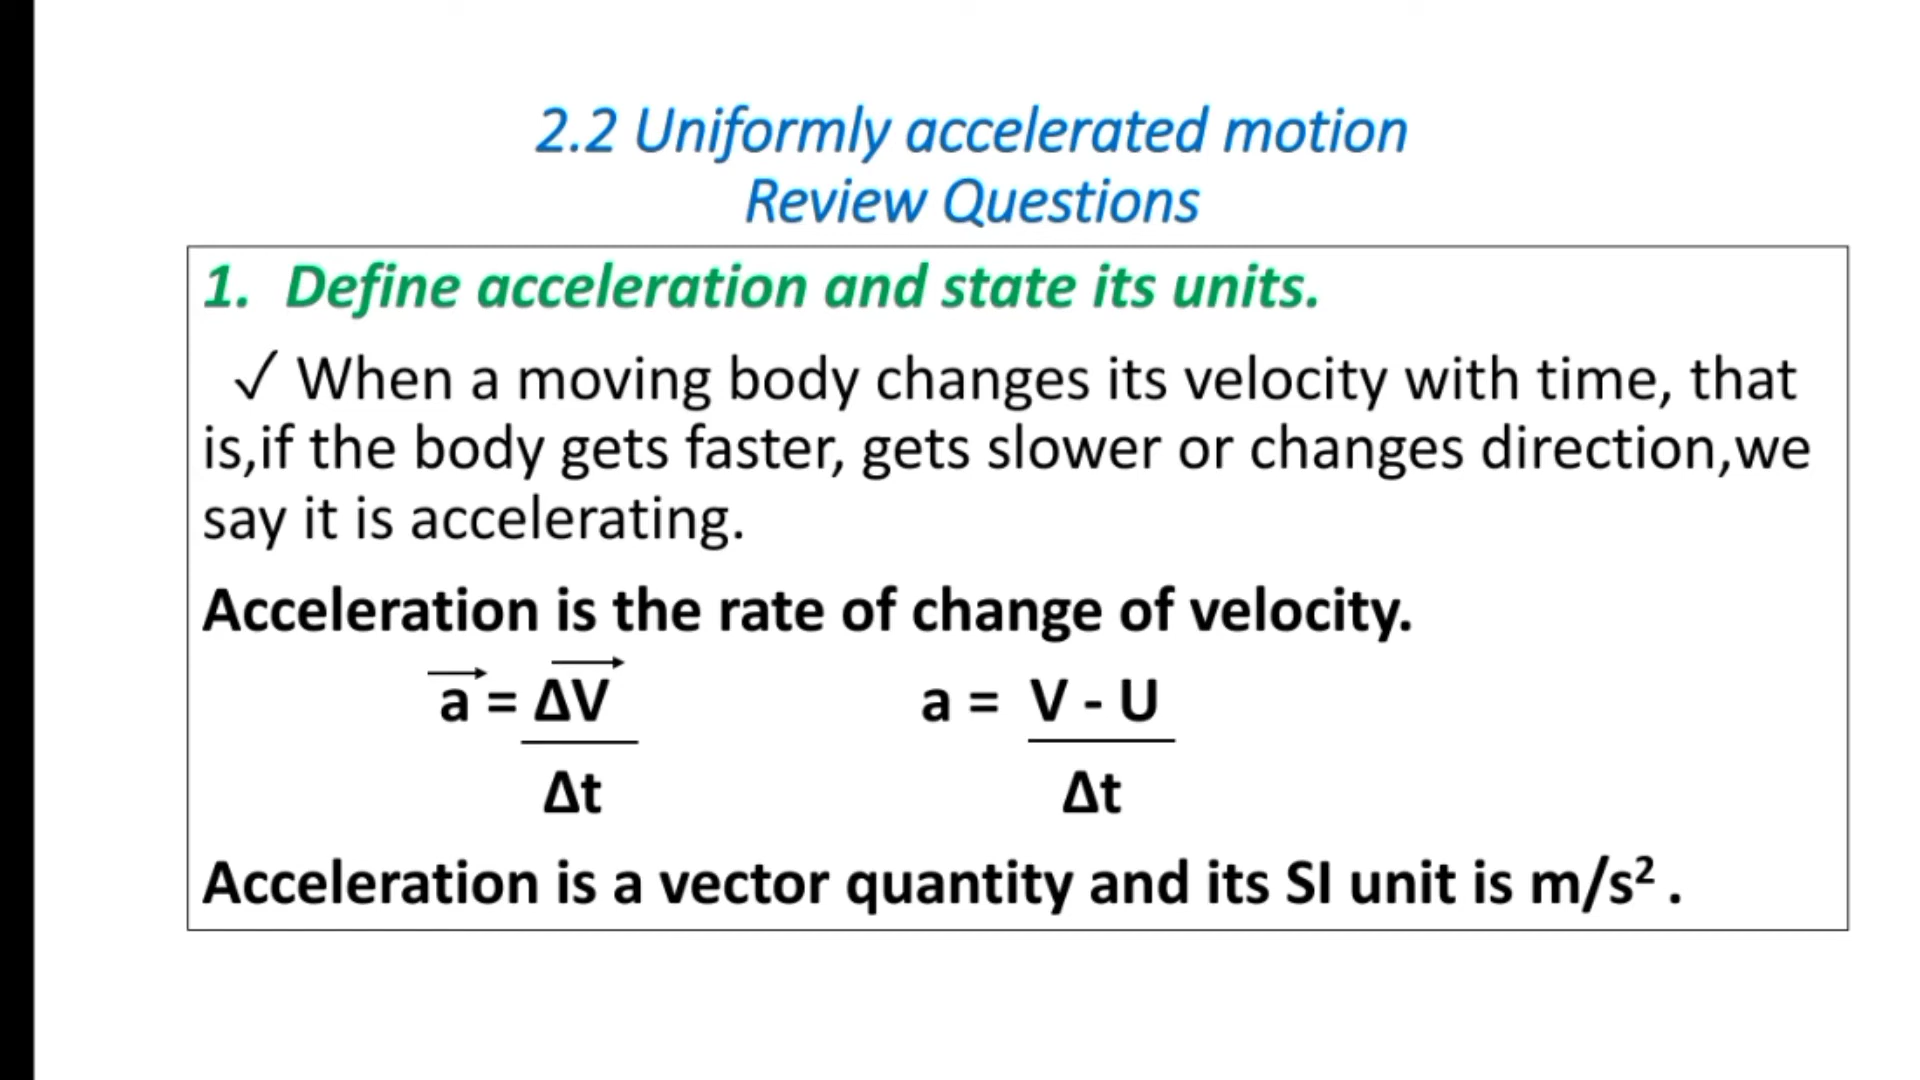 2.2 Uniformly accelerated motion
Review Questions
1. Define acceleration and state its units.
✓ When a moving body changes its velocity with time, that
is,if the body gets faster, gets slower or changes direction,we
say it is accelerating.
Acceleration is the rate of change of velocity.
a = ΔV a = V - U
Δt Δt
Acceleration is a vector quantity and its SI unit is m/s² .